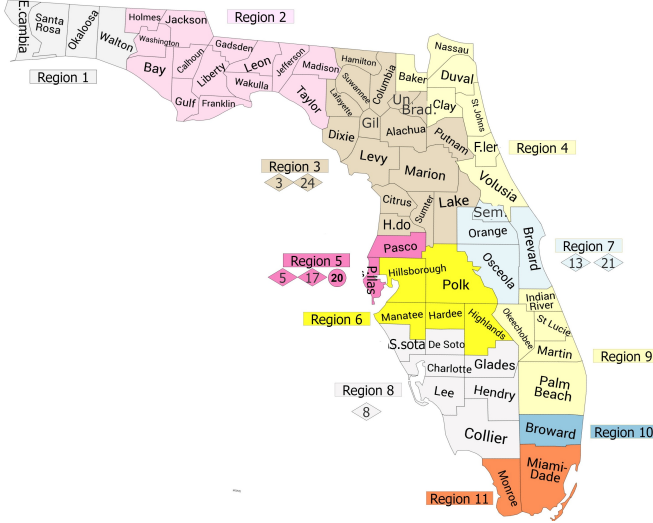 E.cambia
Santa
Rosa
Okaloosa
Walton
Holmes
Jackson
Washington
Bay
Calhoun
Gulf
Liberty
Franklin
Gadsden
Leon
Wakulla
Jefferson
Madison
Taylor
Region 2
Region 1
Hamilton
Suwannee
Lafayette
Columbia
Dixie
Gil
Un.
Brad.
Alachua
Levy
Marion
Putnam
Citrus
Sumter
Lake
H.do
Region 3
3
24
Nassau
Baker
Duval
Clay
St Johns
F.ler
Volusia
Region 4
Sem.
Orange
Brevard
Osceola
Region 7
13
21
Pasco
P.llas
Region 5
5
17
20
Hillsborough
Polk
Manatee
Hardee
Highlands
Region 6
Indian
River
Okeechobee
St Lucie
Martin
Palm
Beach
Region 9
S.sota
De Soto
Charlotte
Glades
Lee
Hendry
Collier
Region 8
8
Broward
Region 10
Miami-
Dade
Monroe
Region 11